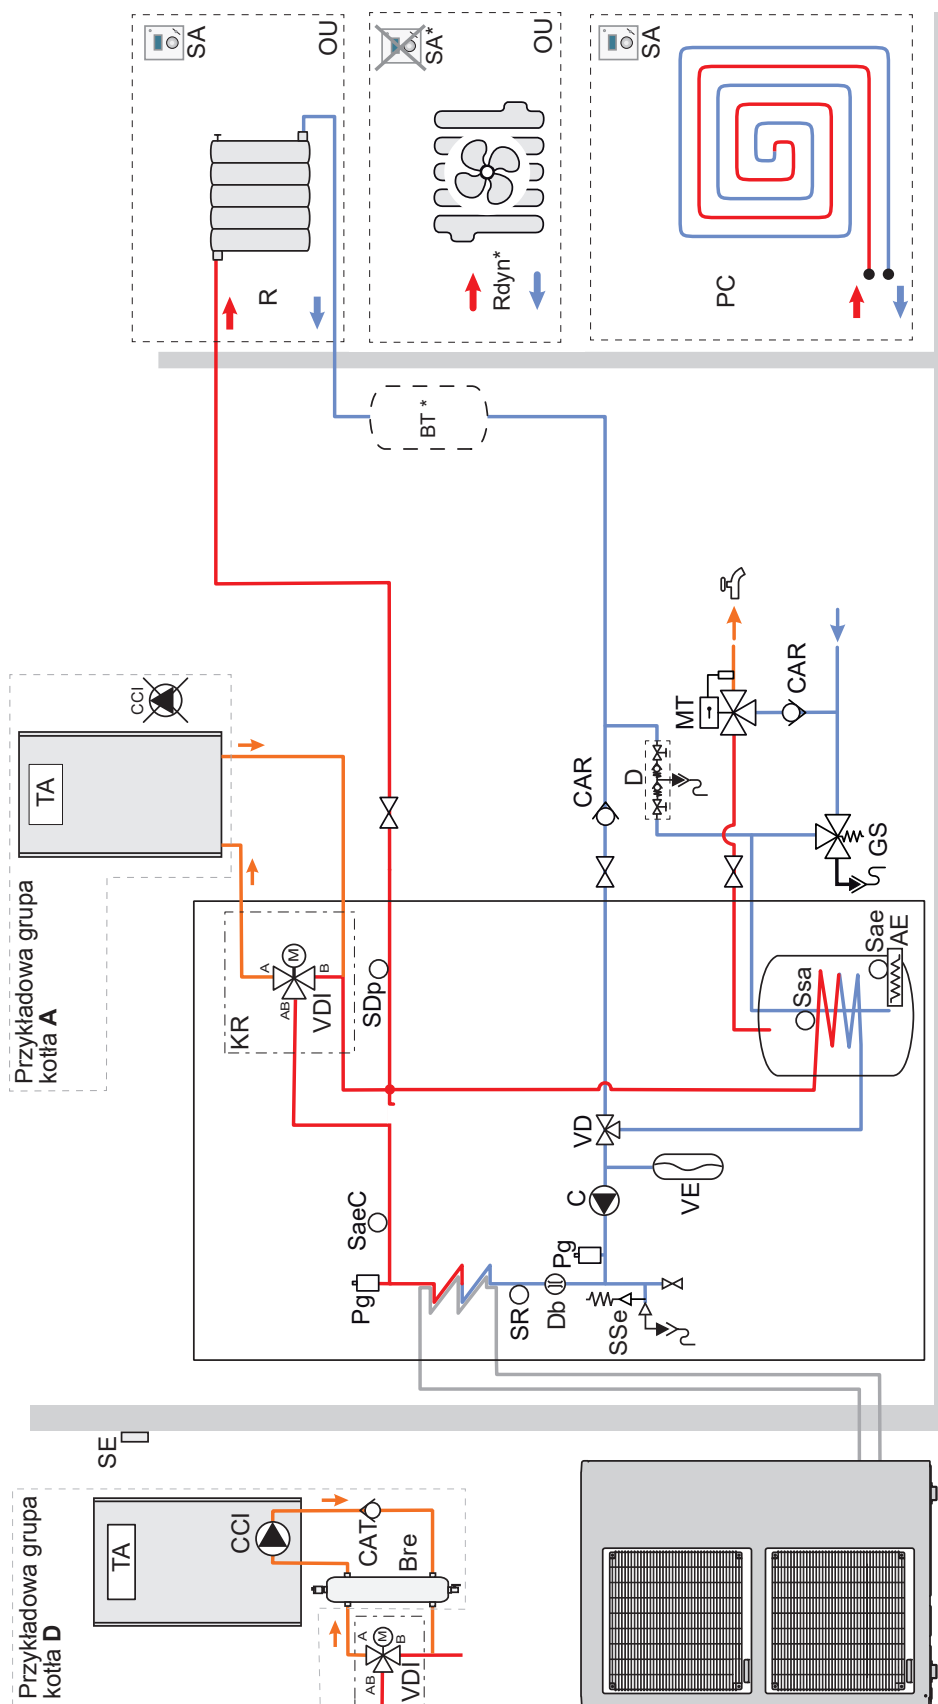 SA
OU
R
SA*
OU
Rdyn*
SA
PC
BT *
Przykładowa grupa
kotła A
TA
CCI
KR
A
M
AB
B
VDI
SDp
CAR
D
MT
CAR
GS
Ssa
Sae
AE
SaeC
Pg
VD
C
VE
Pg
SR
Db
SSe
SE
Przykładowa grupa
kotła D
TA
CCI
CAT
Bre
A
M
B
AB
VDI